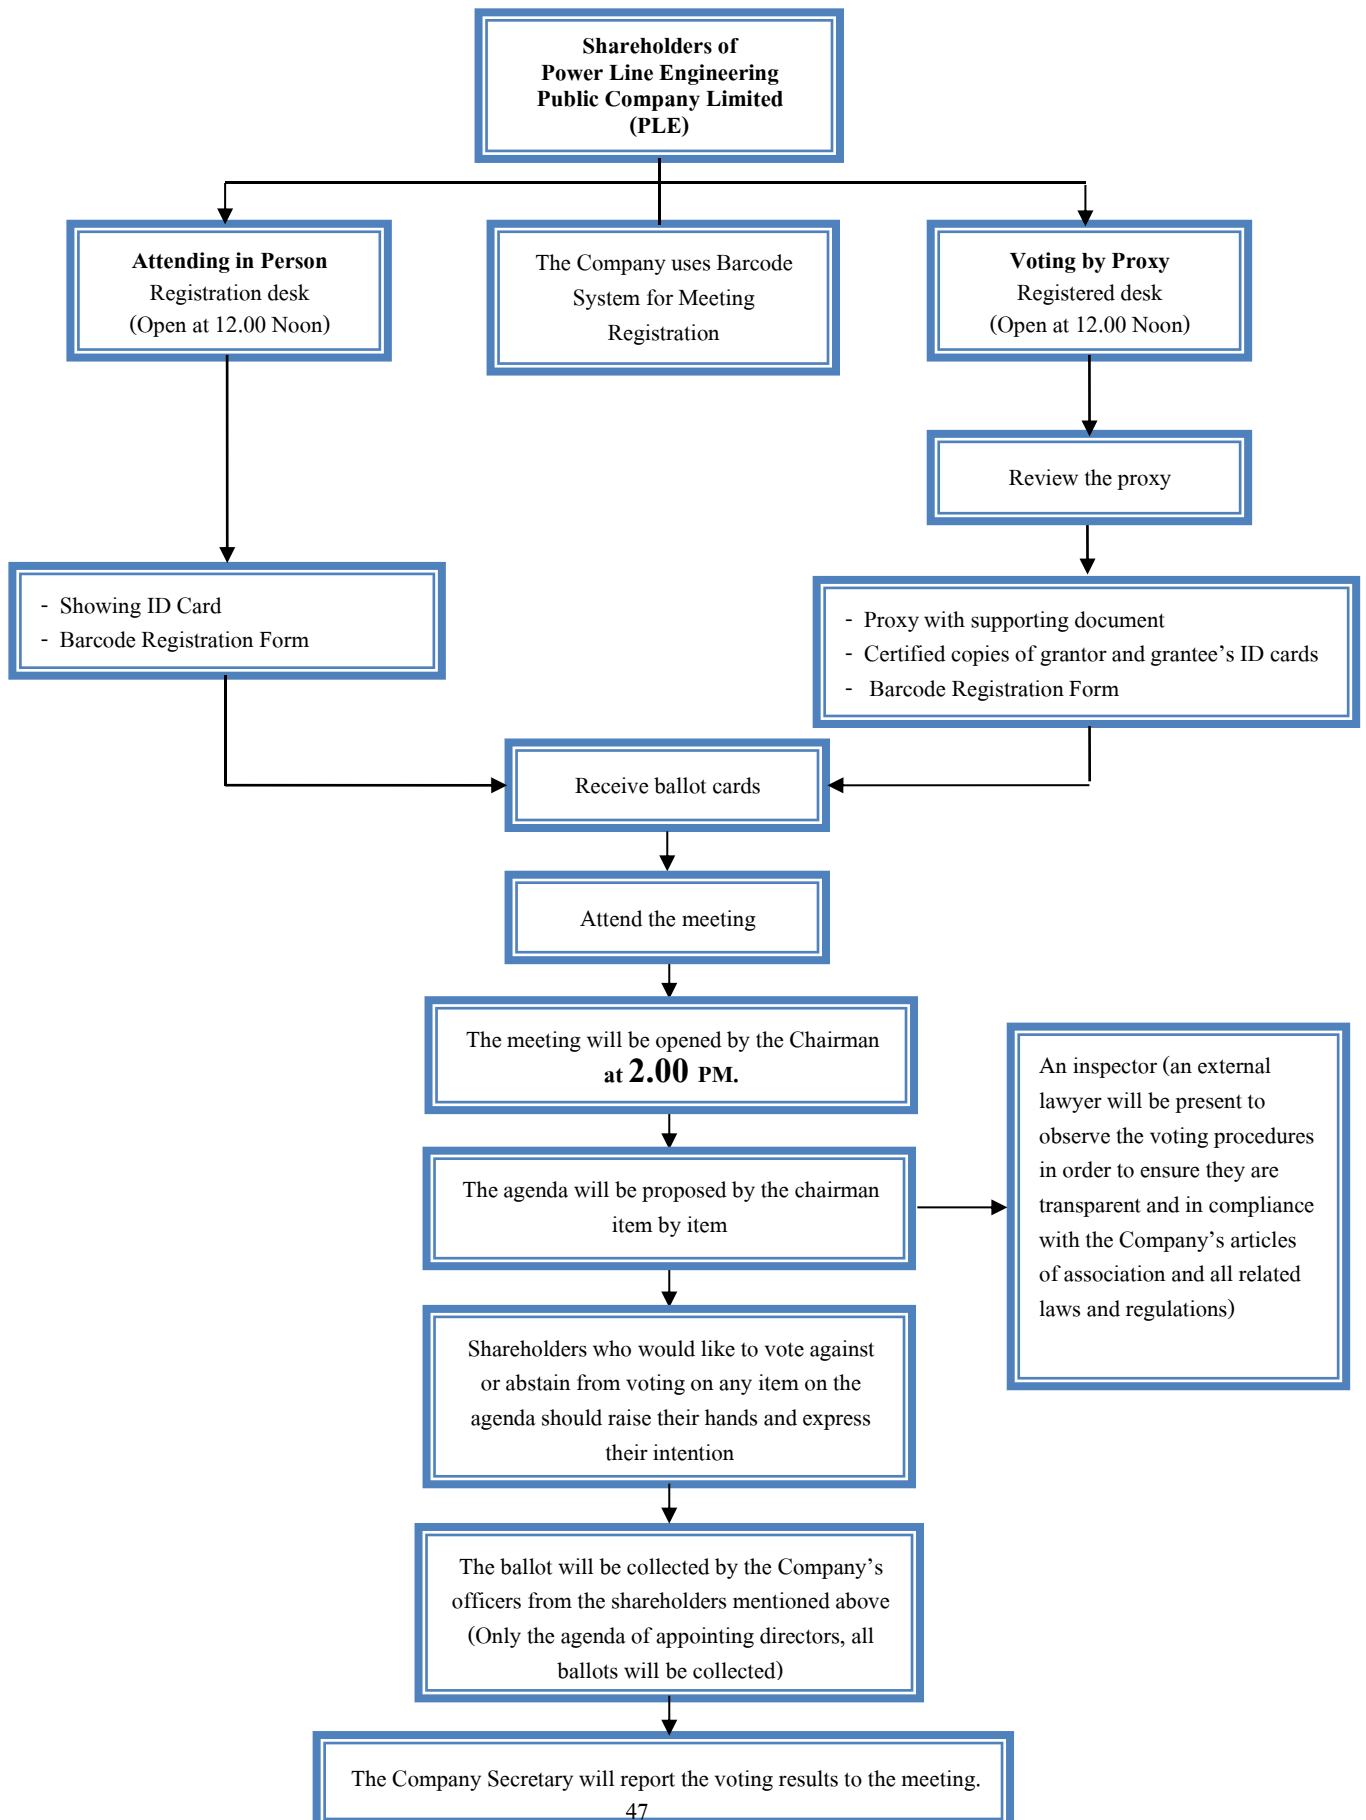 Shareholders of
Power Line Engineering
Public Company Limited
(PLE)
Attending in Person
Registration desk
(Open at 12.00 Noon)
The Company uses Barcode
System for Meeting
Registration
Voting by Proxy
Registered desk
(Open at 12.00 Noon)
Review the proxy
- Showing ID Card
- Barcode Registration Form
- Proxy with supporting document
- Certified copies of grantor and grantee’s ID cards
- Barcode Registration Form
Receive ballot cards
Attend the meeting
The meeting will be opened by the Chairman
at 2.00 PM.
The agenda will be proposed by the chairman
item by item
An inspector (an external
lawyer will be present to
observe the voting procedures
in order to ensure they are
transparent and in compliance
with the Company’s articles
of association and all related
laws and regulations)
Shareholders who would like to vote against
or abstain from voting on any item on the
agenda should raise their hands and express
their intention
The ballot will be collected by the Company’s
officers from the shareholders mentioned above
(Only the agenda of appointing directors, all
ballots will be collected)
The Company Secretary will report the voting results to the meeting.
47